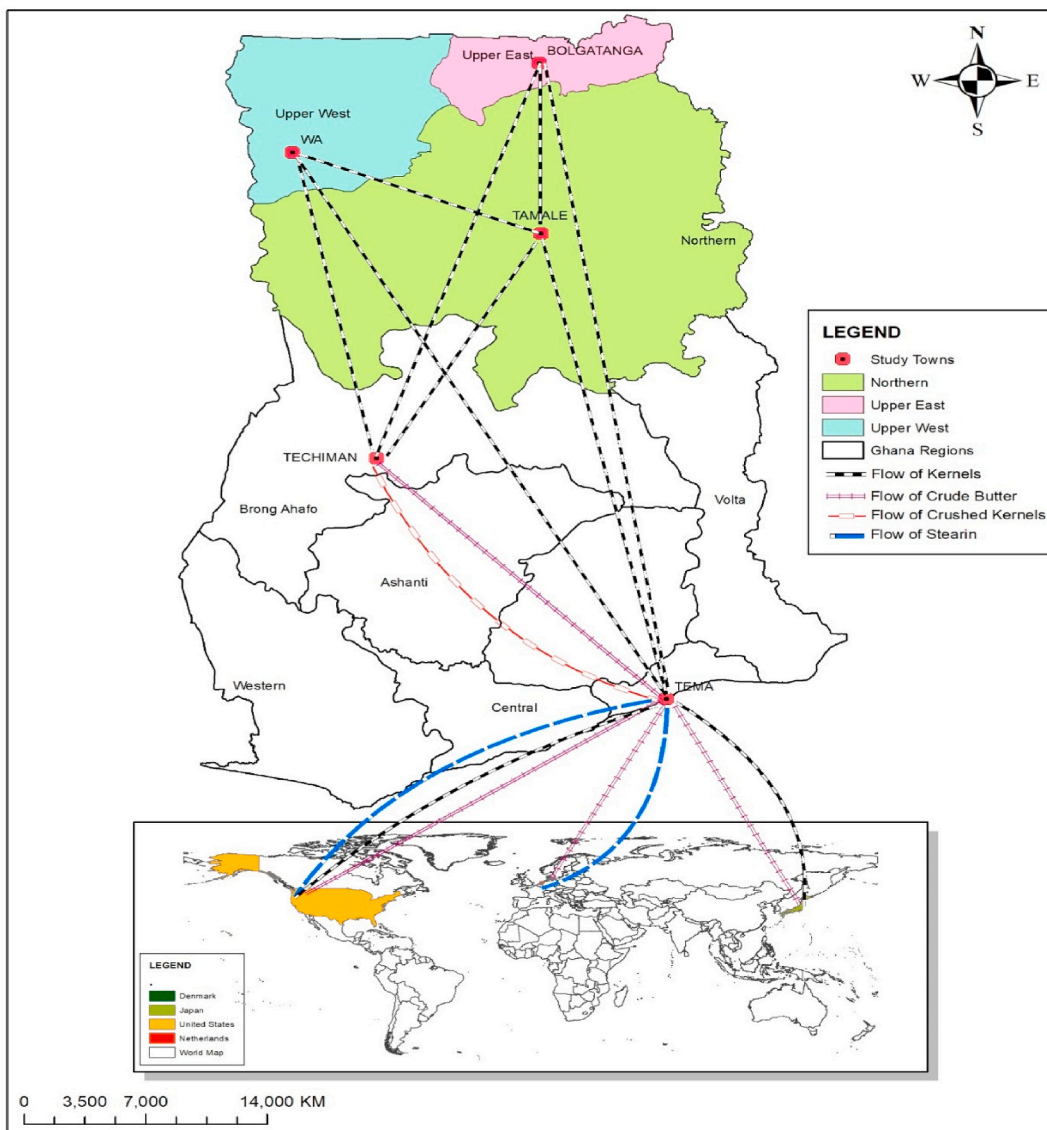 N
W E
S
Upper East BOLGATANGA
Upper West
WA
TAMALE
Northern
TECHIMAN
Brong Ahafo
Volta
Ashanti
Western
Central
TEMA
LEGEND
Study Towns
Northern
Upper East
Upper West
Ghana Regions
Flow of Kernels
Flow of Crude Butter
Flow of Crushed Kernels
Flow of Stearin
LEGEND
Denmark
Japan
United States
Netherlands
World Map
0 3,500 7,000 14,000 KM